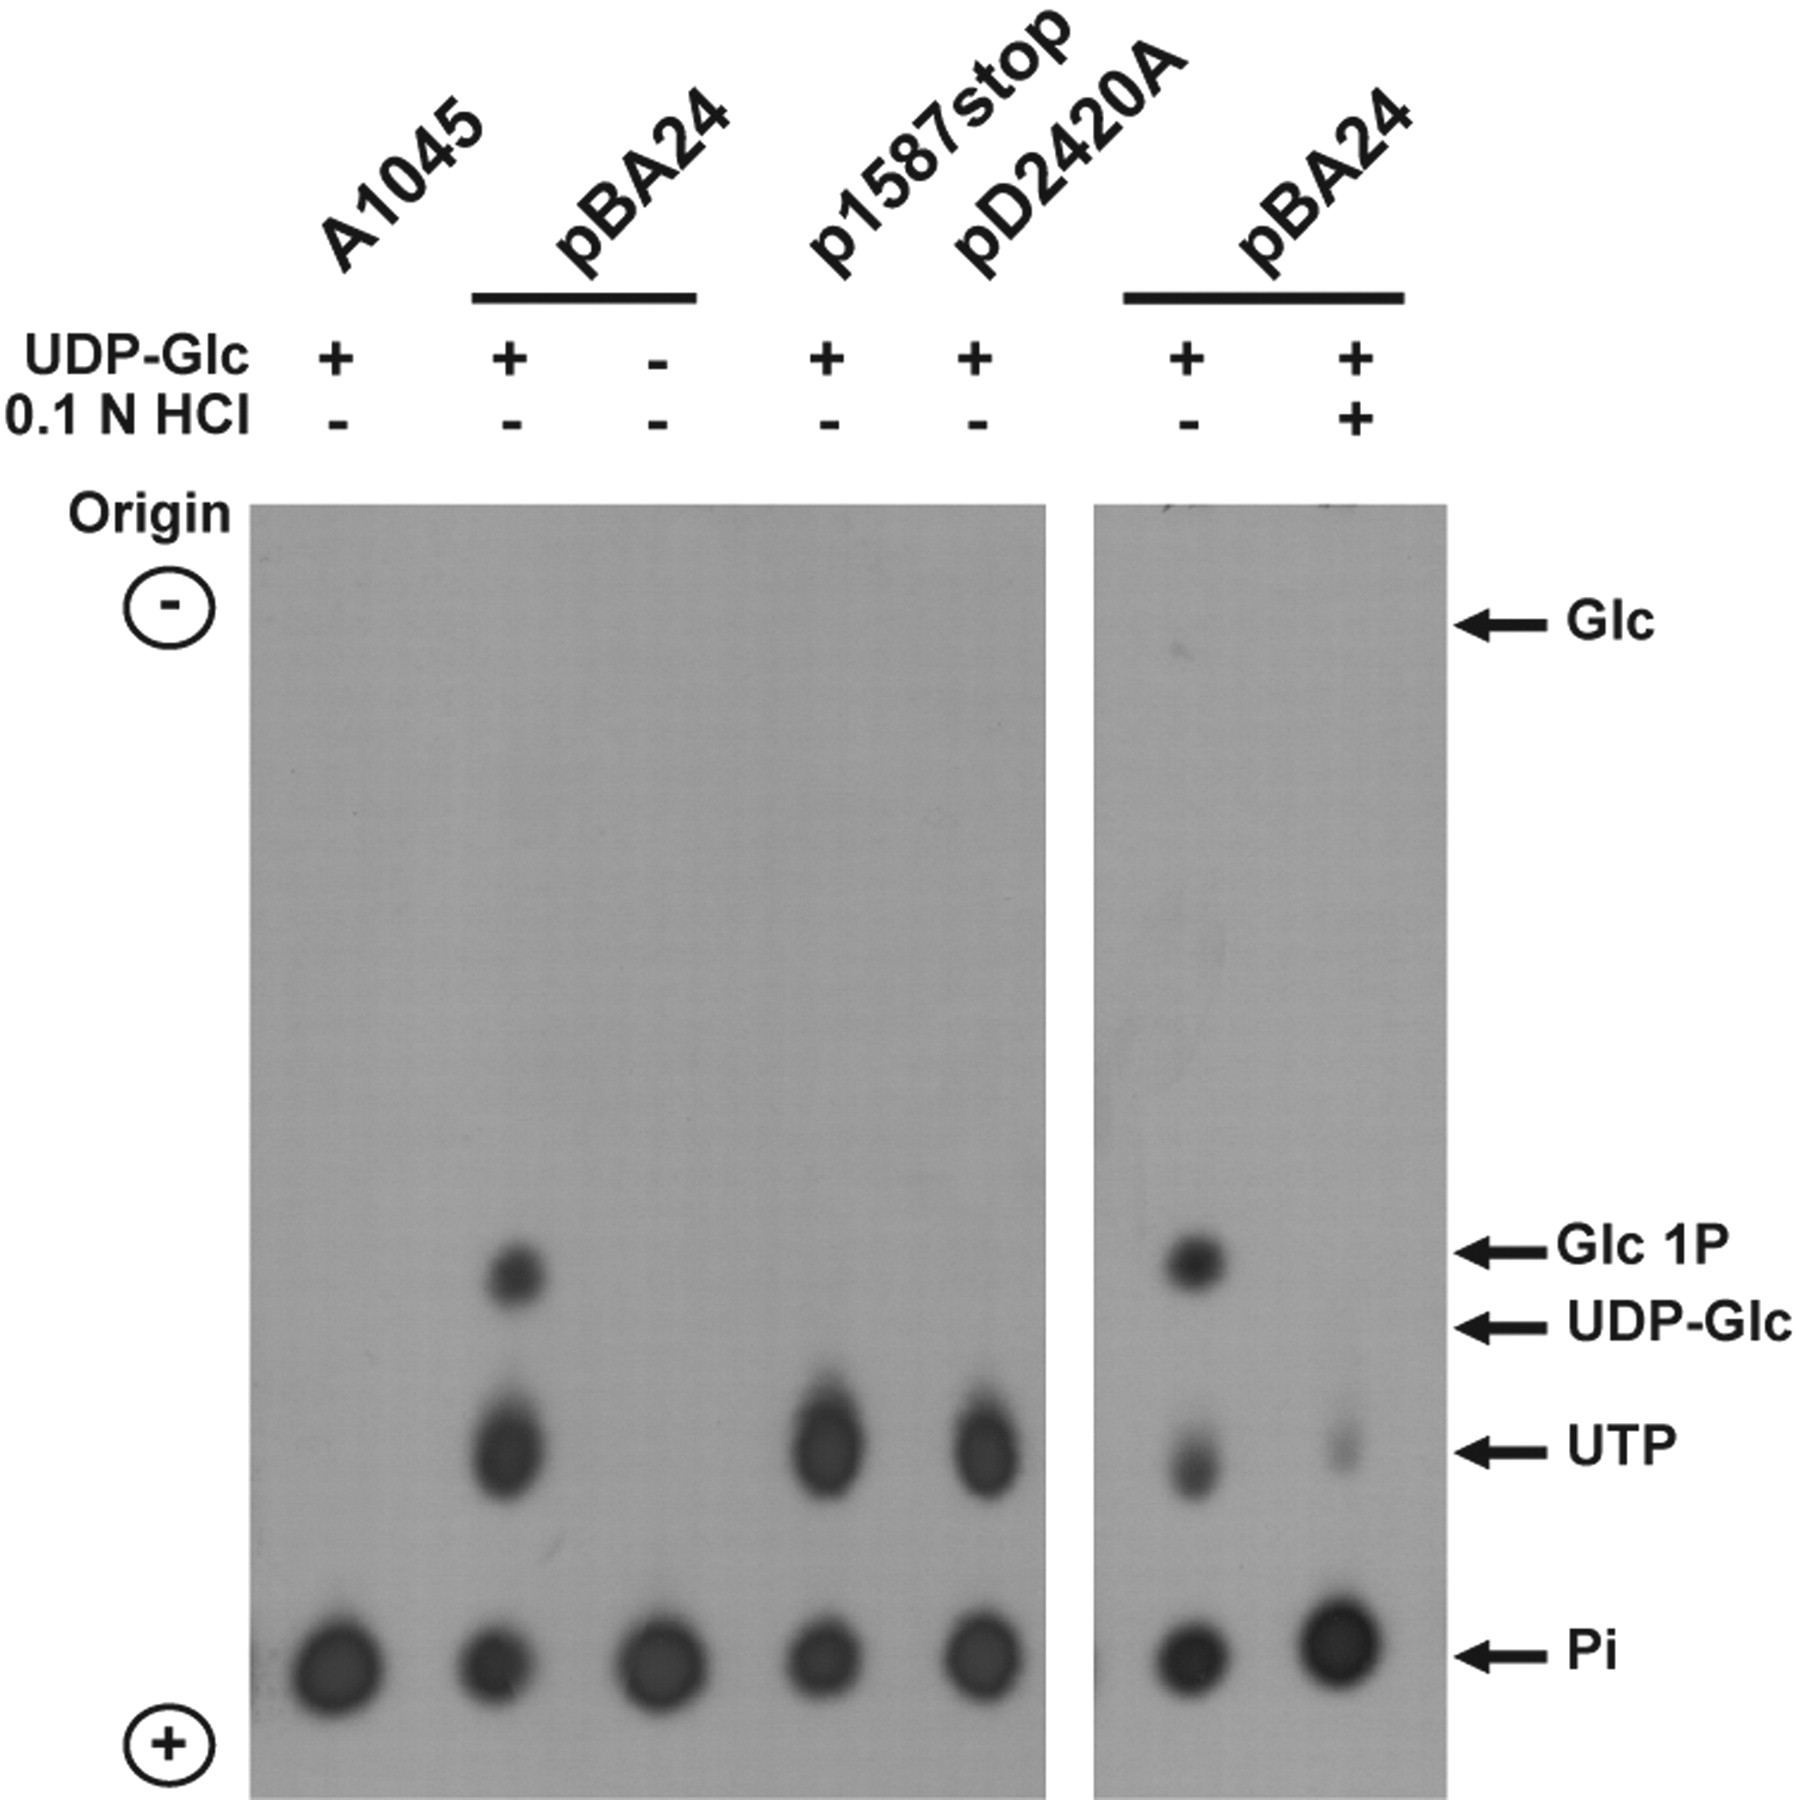 A1045 pBA24 p1587stop pD2420A pBA24
UDP-Glc + + - + + + +
0.1 N HCl - - - - - - +
Origin
-
Glc
Glc 1P
UDP-Glc
UTP
Pi
+